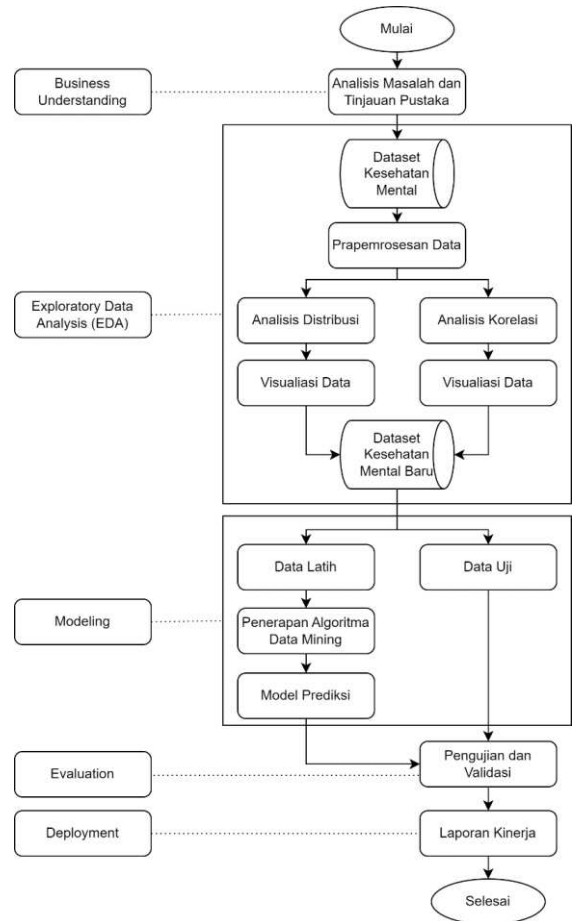 Mulai
Business
Understanding
Analisis Masalah dan
Tinjauan Pustaka
Dataset
Kesehatan
Mental
Prapemrosesan Data
Exploratory Data
Analysis (EDA)
Analisis Distribusi
Analisis Korelasi
Visualiasi Data
Visualiasi Data
Dataset
Kesehatan
Mental Baru
Data Latih
Data Uji
Modeling
Penerapan Algoritma
Data Mining
Model Prediksi
Evaluation
Pengujian dan
Validasi
Deployment
Laporan Kinerja
Selesai